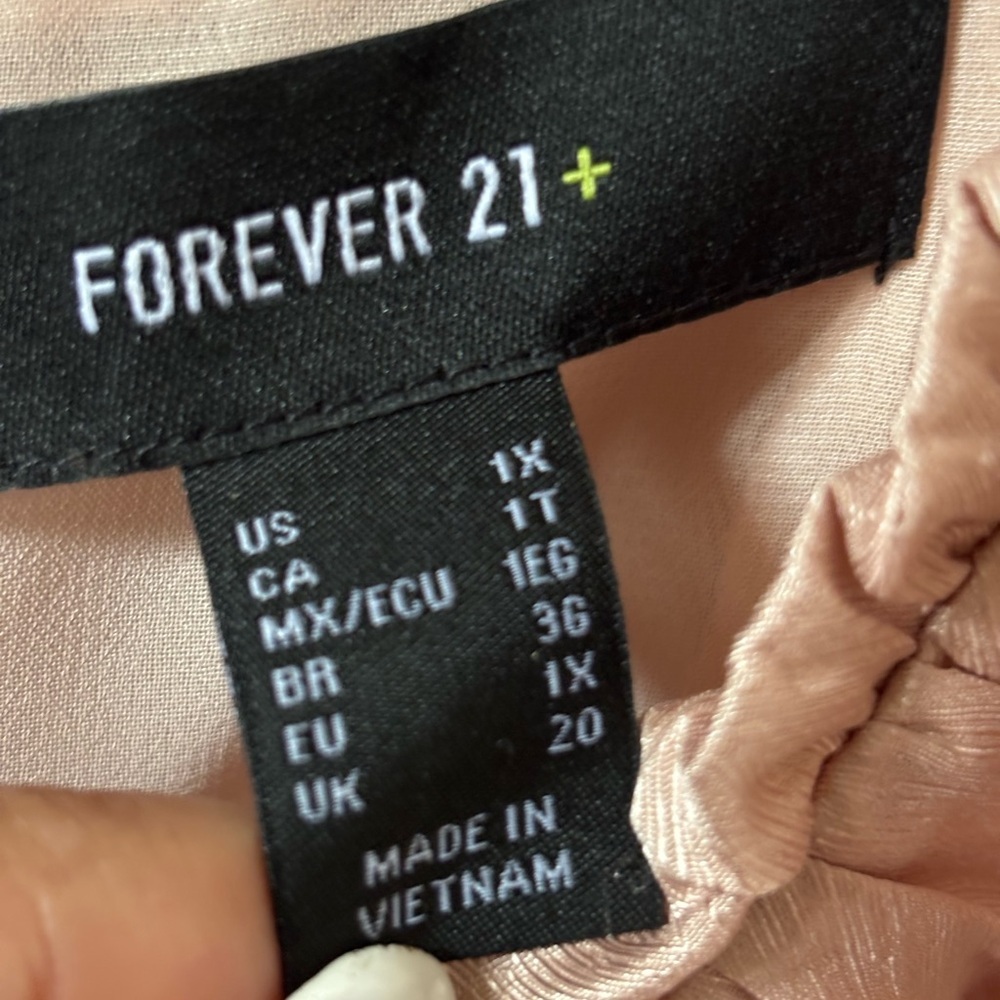 FOREVER 21+
US 1X
CA 1T
MX/ECU 1EG
BR 3G
EU 1X
UK 20
MADE IN
VIETNAM